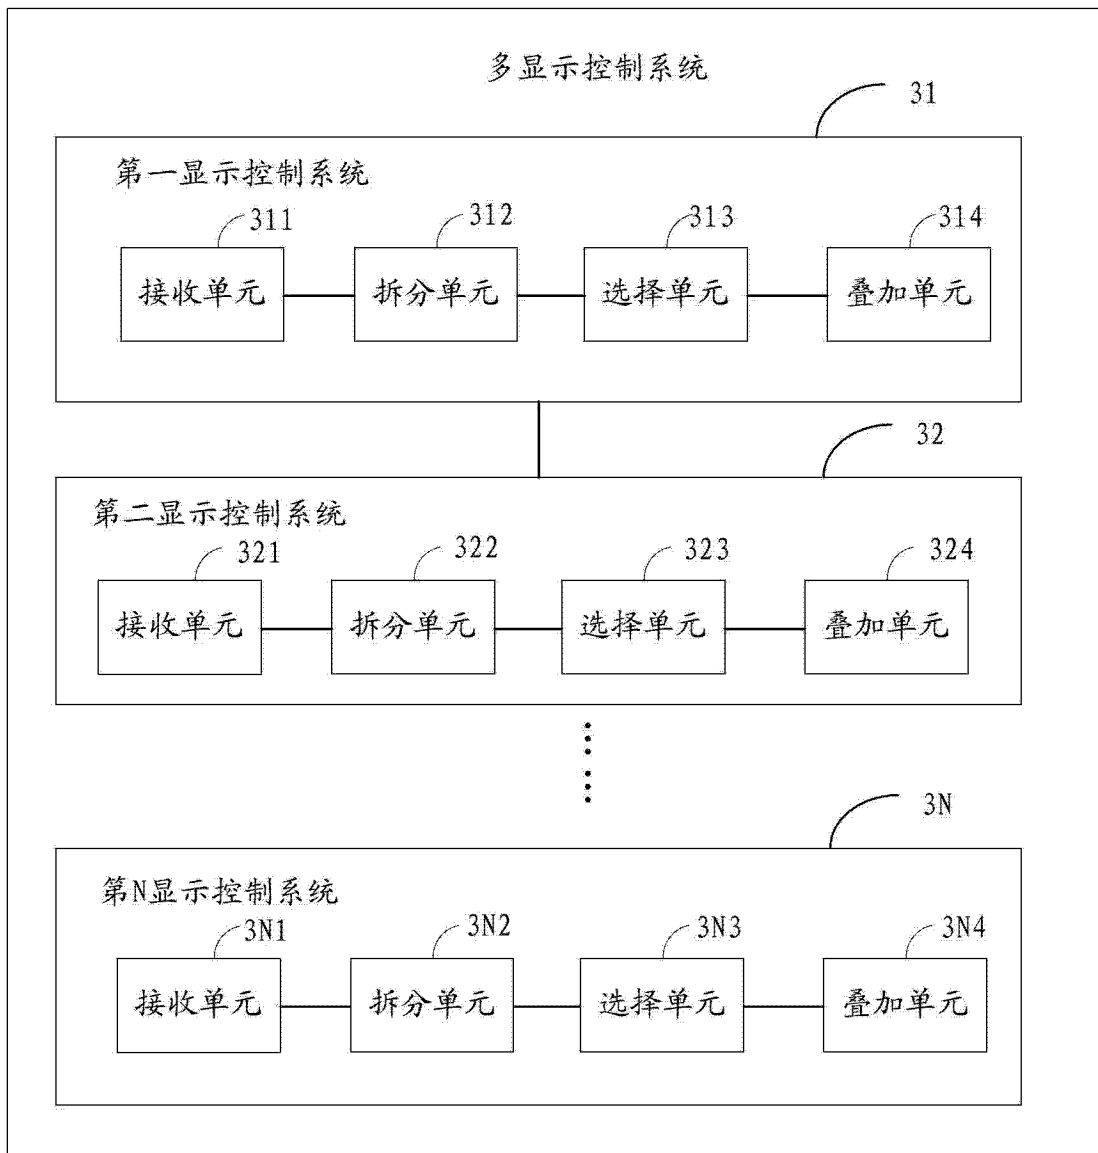 多显示控制系统
31
第一显示控制系统
311
312
313
314
接收单元
拆分单元
选择单元
叠加单元
32
第二显示控制系统
321
322
323
324
接收单元
拆分单元
选择单元
叠加单元
3N
第N显示控制系统
3N1
3N2
3N3
3N4
接收单元
拆分单元
选择单元
叠加单元